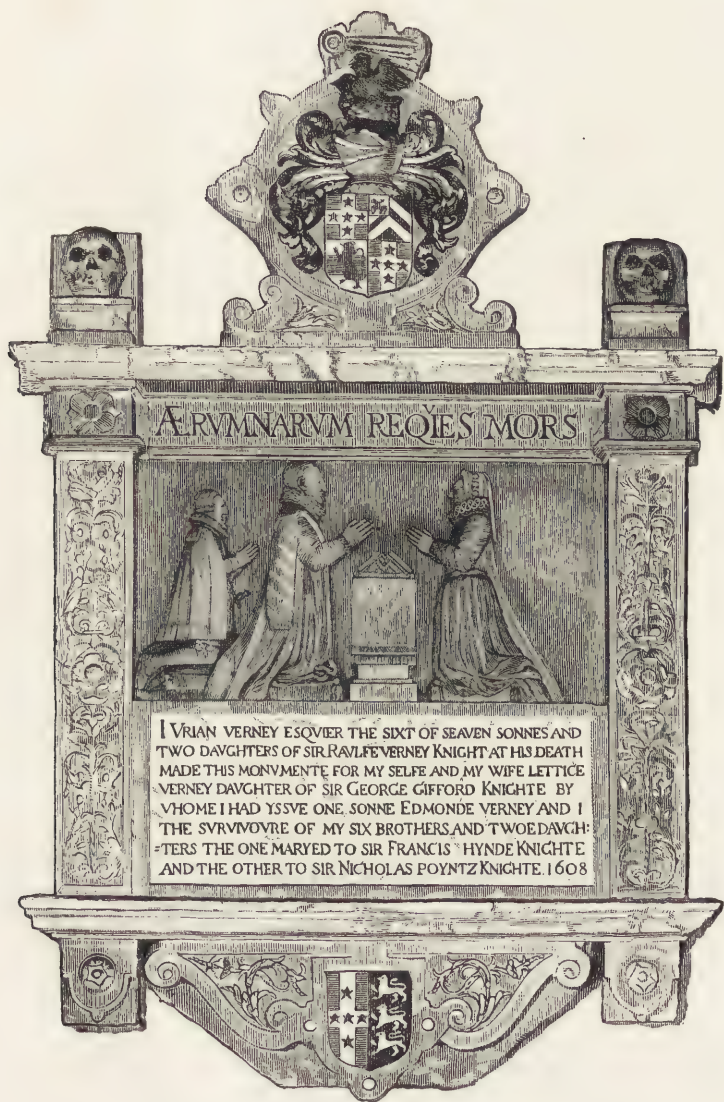 ÆRVMNARVM REQIES MORS
I VRIAN VERNEY ESQVIER THE SIXT OF SEAVEN SONNES AND
TWO DAVGHTERS OF SIR RAVLFE VERNEY KNIGHT AT HIS DEATH
MADE THIS MONVMENTE FOR MY SELFE AND MY WIFE LETTICE
VERNEY DAVGHTER OF SIR GEORGE GIFFORD KNIGHTE BY
VHOME I HAD YSSVE ONE SONNE EDMONDE VERNEY AND I
THE SVRVIVOVRE OF MY SIX BROTHERS AND TWOE DAVGH:
=TERS THE ONE MARYED TO SIR FRANCIS HYNDE KNIGHTE
AND THE OTHER TO SIR NICHOLAS POYNTZ KNIGHTE. 1608